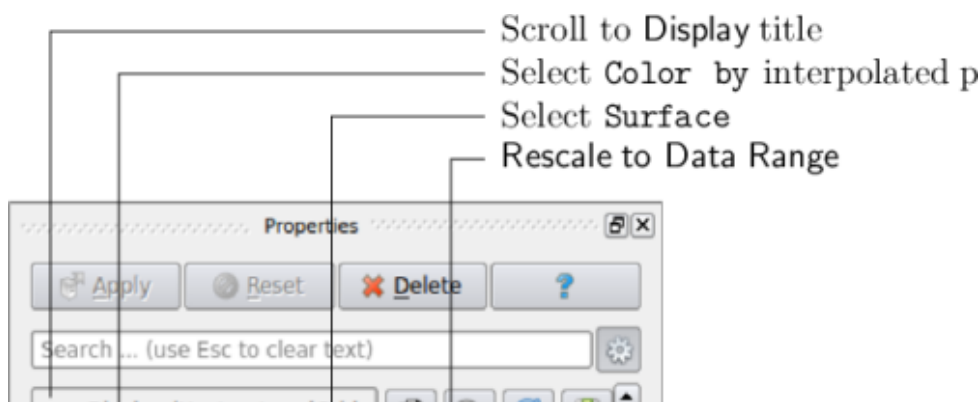 Scroll to Display title
Select Color by interpolated p
Select Surface
Rescale to Data Range
Properties
Apply Reset Delete ?
Search ... (use Esc to clear text)